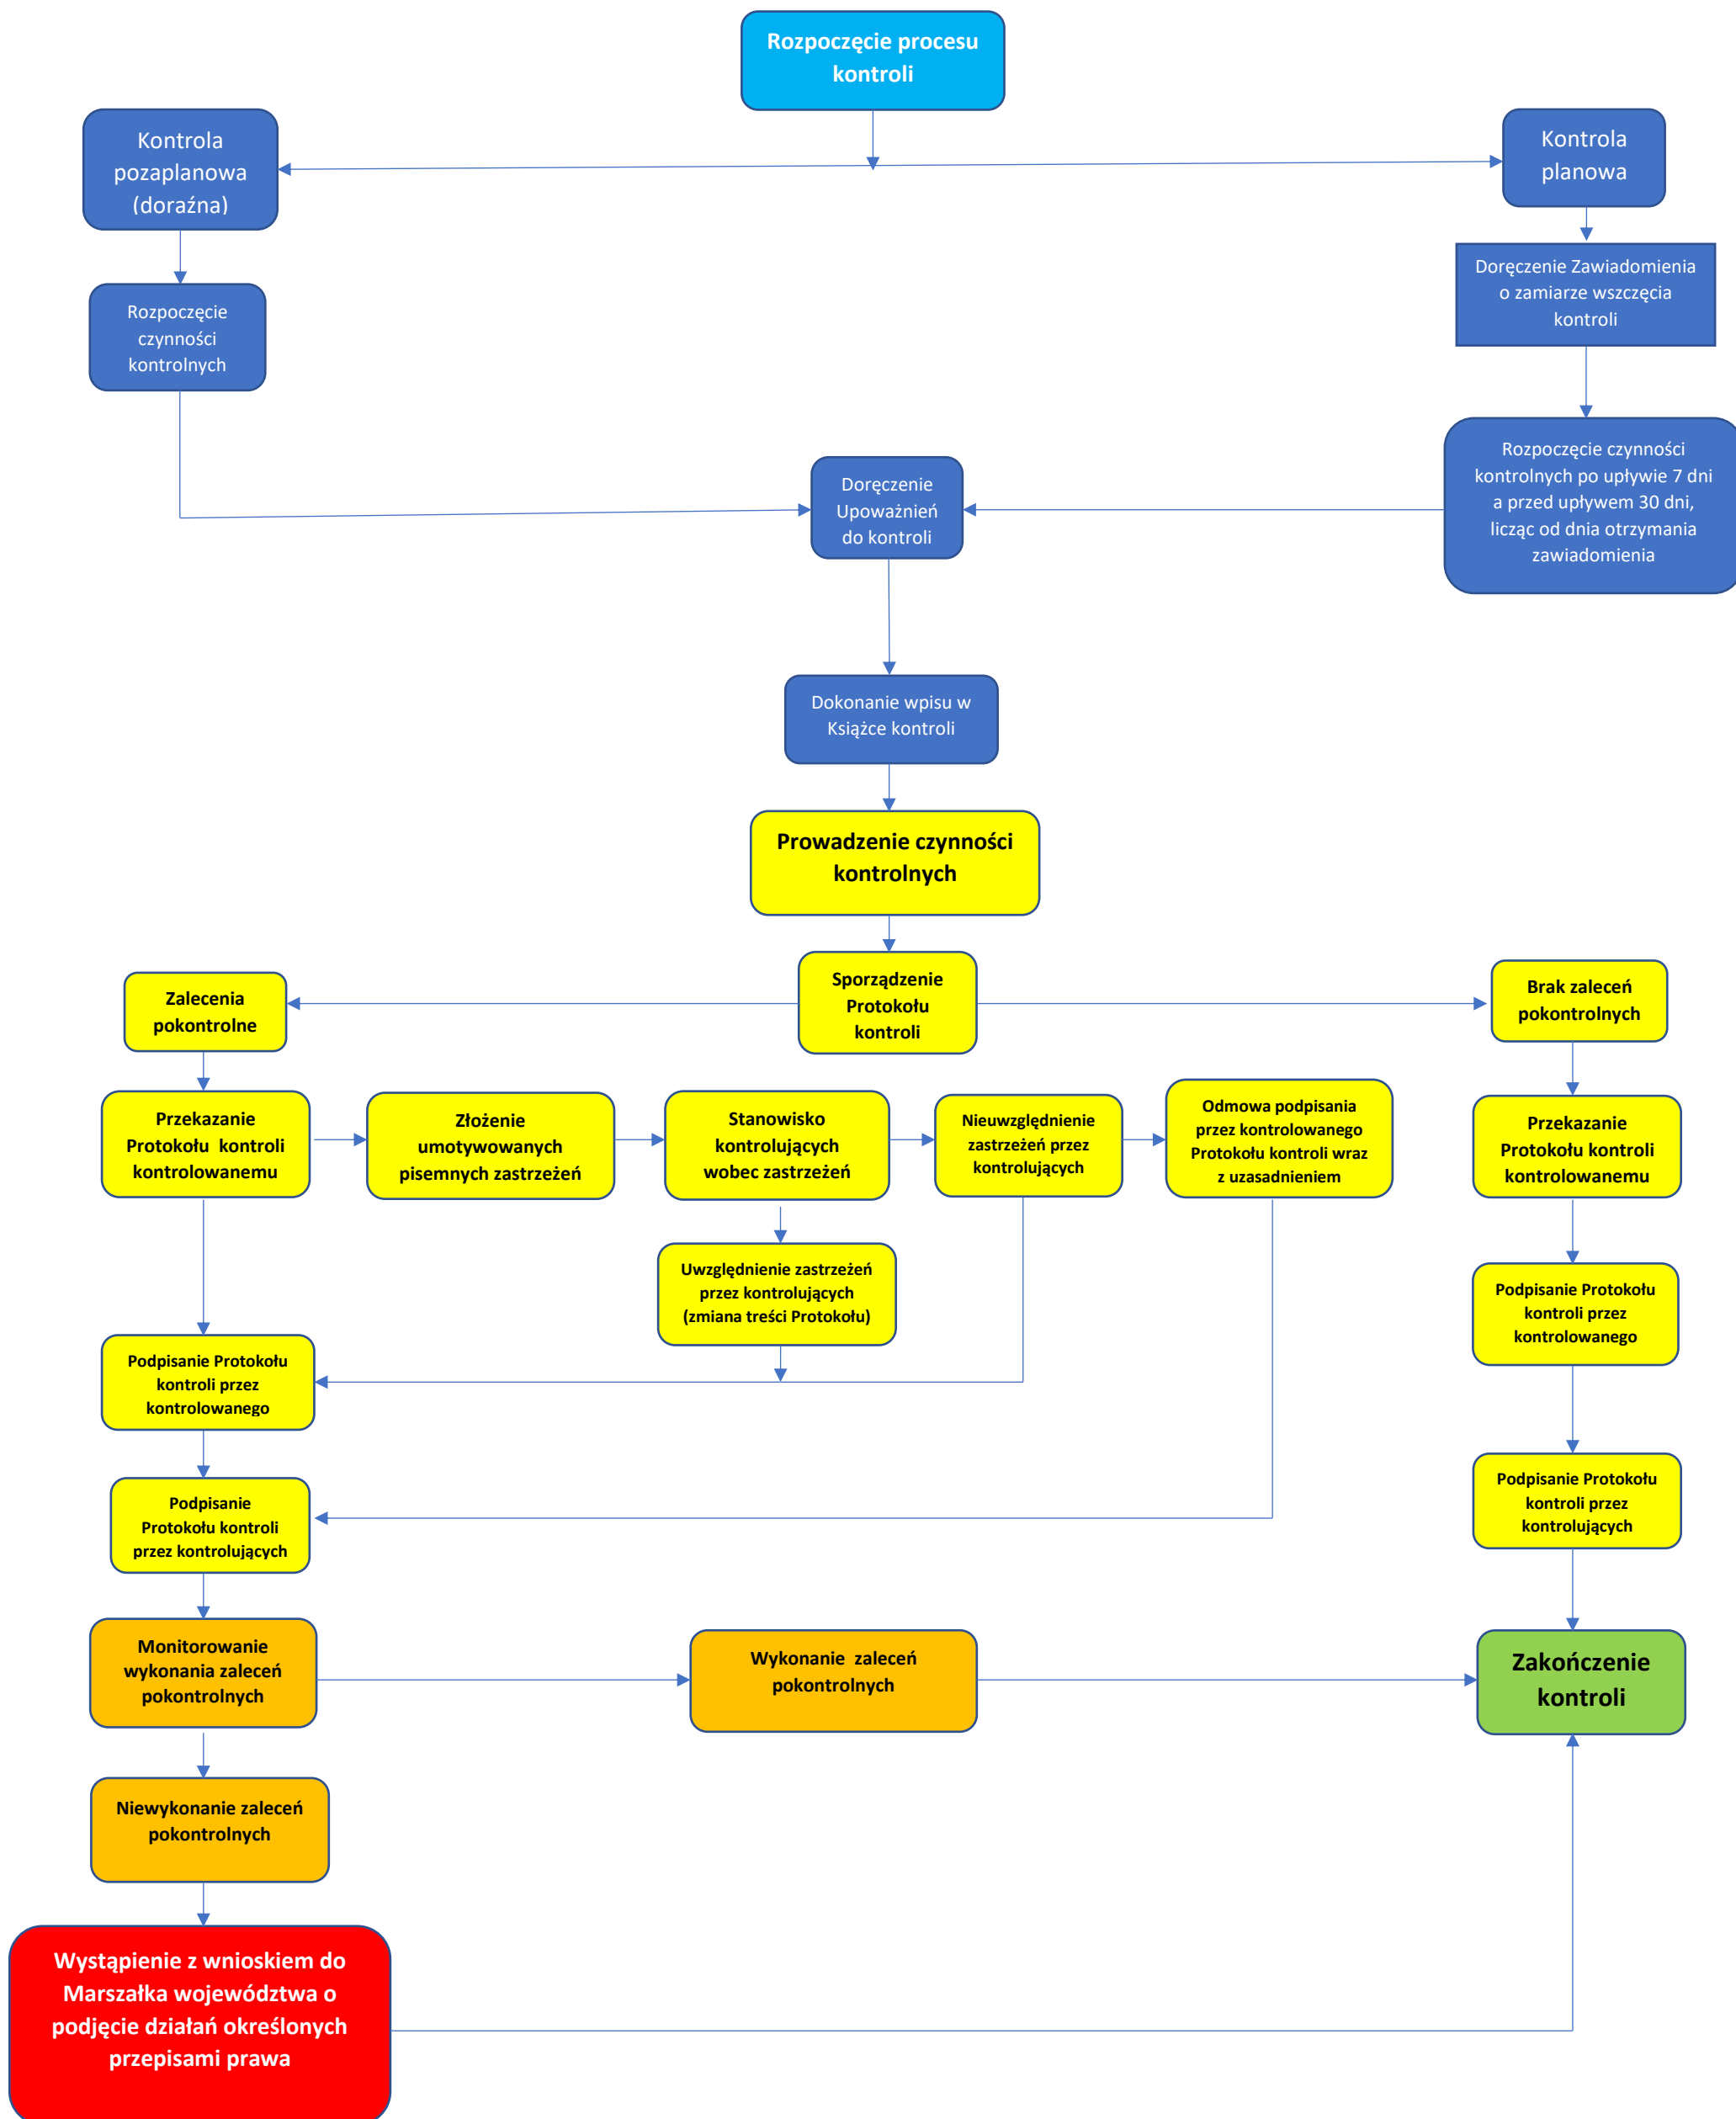 Rozpoczęcie procesu
kontroli
Kontrola
pozaplanowa
(doraźna)
Kontrola
planowa
Doręczenie Zawiadomienia
o zamiarze wszczęcia
kontroli
Rozpoczęcie
czynności
kontrolnych
Rozpoczęcie czynności
kontrolnych po upływie 7 dni
a przed upływem 30 dni,
licząc od dnia otrzymania
zawiadomienia
Doręczenie
Upoważnień
do kontroli
Dokonanie wpisu w
Książce kontroli
Prowadzenie czynności
kontrolnych
Sporządzenie
Protokołu
kontroli
Zalecenia
pokontrolne
Brak zaleceń
pokontrolnych
Przekazanie
Protokołu kontroli
kontrolowanemu
Złożenie
umotywowanych
pisemnych zastrzeżeń
Stanowisko
kontrolujących
wobec zastrzeżeń
Nieuwzględnienie
zastrzeżeń przez
kontrolujących
Odmowa podpisania
przez kontrolowanego
Protokołu kontroli wraz
z uzasadnieniem
Przekazanie
Protokołu kontroli
kontrolowanemu
Uwzględnienie zastrzeżeń
przez kontrolujących
(zmiana treści Protokołu)
Podpisanie Protokołu
kontroli przez
kontrolowanego
Podpisanie Protokołu
kontroli przez
kontrolowanego
Podpisanie
Protokołu kontroli
przez kontrolujących
Podpisanie Protokołu
kontroli przez
kontrolujących
Monitorowanie
wykonania zaleceń
pokontrolnych
Wykonanie zaleceń
pokontrolnych
Zakończenie
kontroli
Niewykonanie zaleceń
pokontrolnych
Wystąpienie z wnioskiem do
Marszałka województwa o
podjęcie działań określonych
przepisami prawa